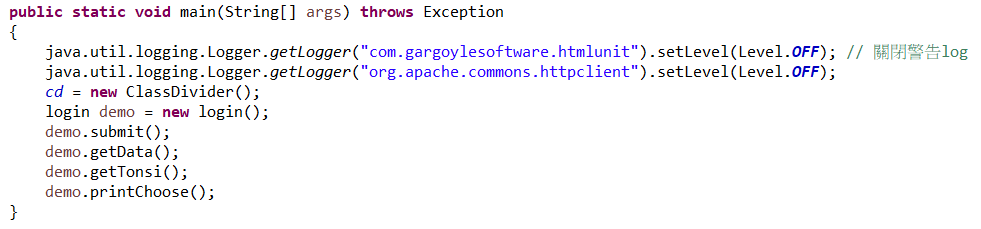 public static void main(String[] args) throws Exception
{
java.util.logging.Logger.getLogger("com.gargoylesoftware.htmlunit").setLevel(Level.OFF); // 關閉警告log
java.util.logging.Logger.getLogger("org.apache.commons.httpclient").setLevel(Level.OFF);
cd = new ClassDivider();
login demo = new login();
demo.submit();
demo.getData();
demo.getTonsi();
demo.printChoose();
}